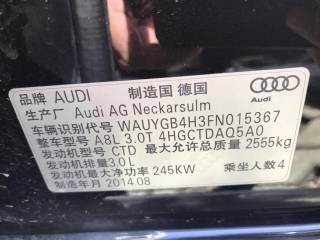 品牌 AUDI 制造国 德国
生产厂 Audi AG Neckarsulm
Audi
车辆识别代号 WAUYGB4H3FN015367
整车型号 A8L 3.0T 4HGCTDAQ5A0
发动机型号 CTD 最大允许总质量 2555kg
发动机排量 3.0L
发动机最大净功率 245KW 乘坐人数 4
制造年月 2014.08